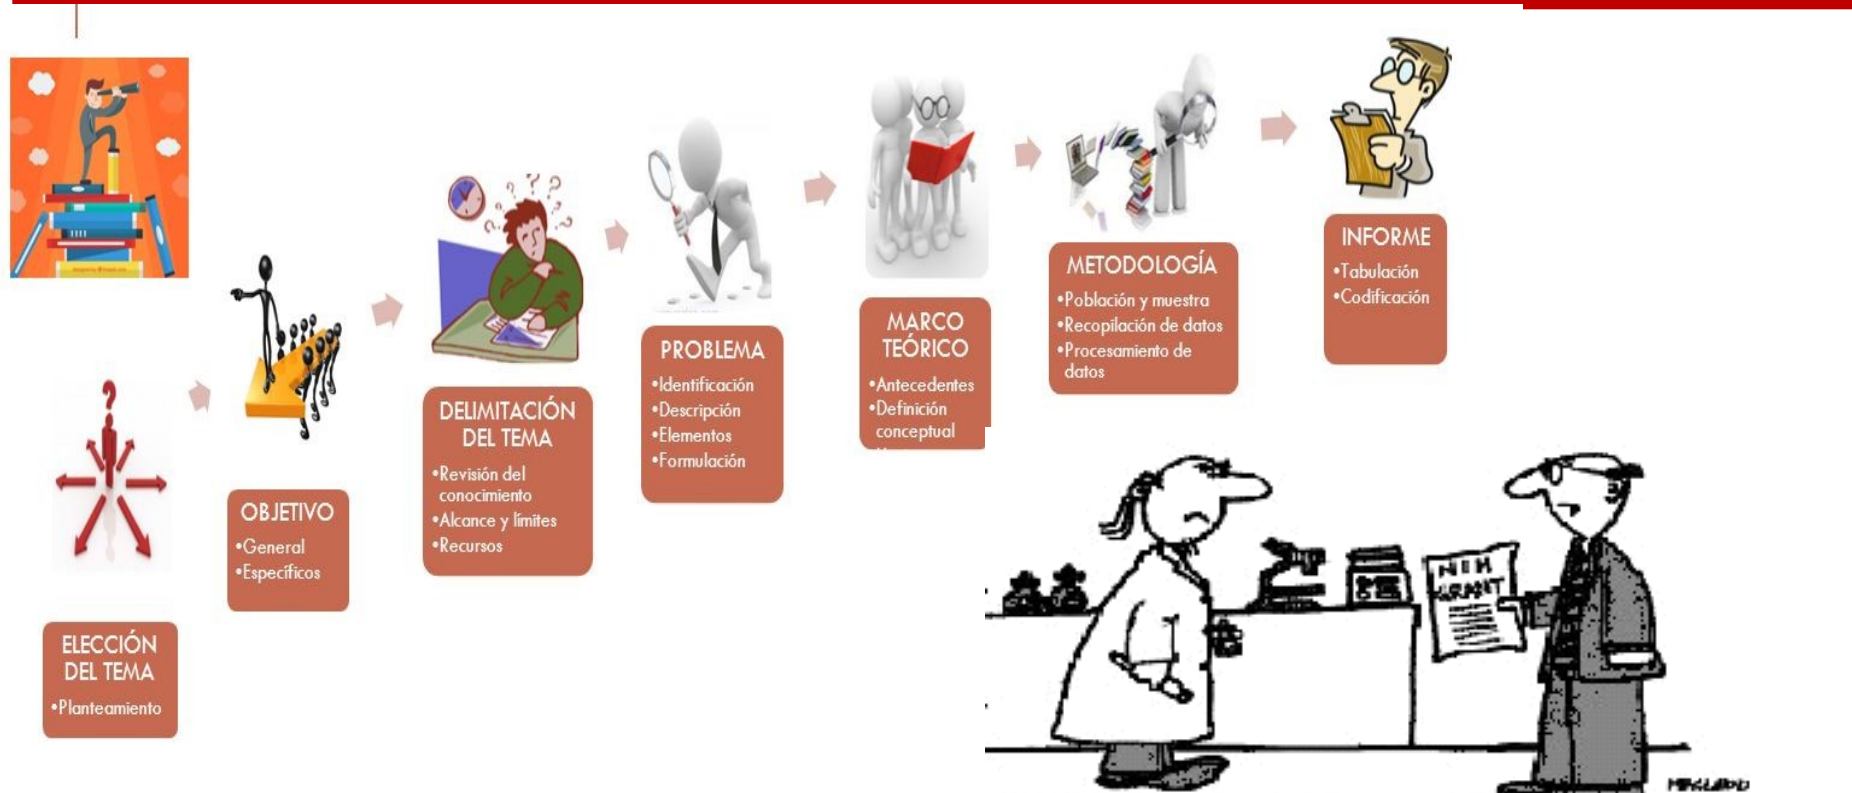 ELECCIÓN
DEL TEMA
•Planteamiento
OBJETIVO
•General
•Específicos
DELIMITACIÓN
DEL TEMA
•Revisión del
conocimiento
•Alcance y límites
•Recursos
PROBLEMA
•Identificación
•Descripción
•Elementos
•Formulación
MARCO
TEÓRICO
•Antecedentes
•Definición
conceptual
METODOLOGÍA
•Población y muestra
•Recopilación de datos
•Procesamiento de
datos
INFORME
•Tabulación
•Codificación
NIH
GRANT